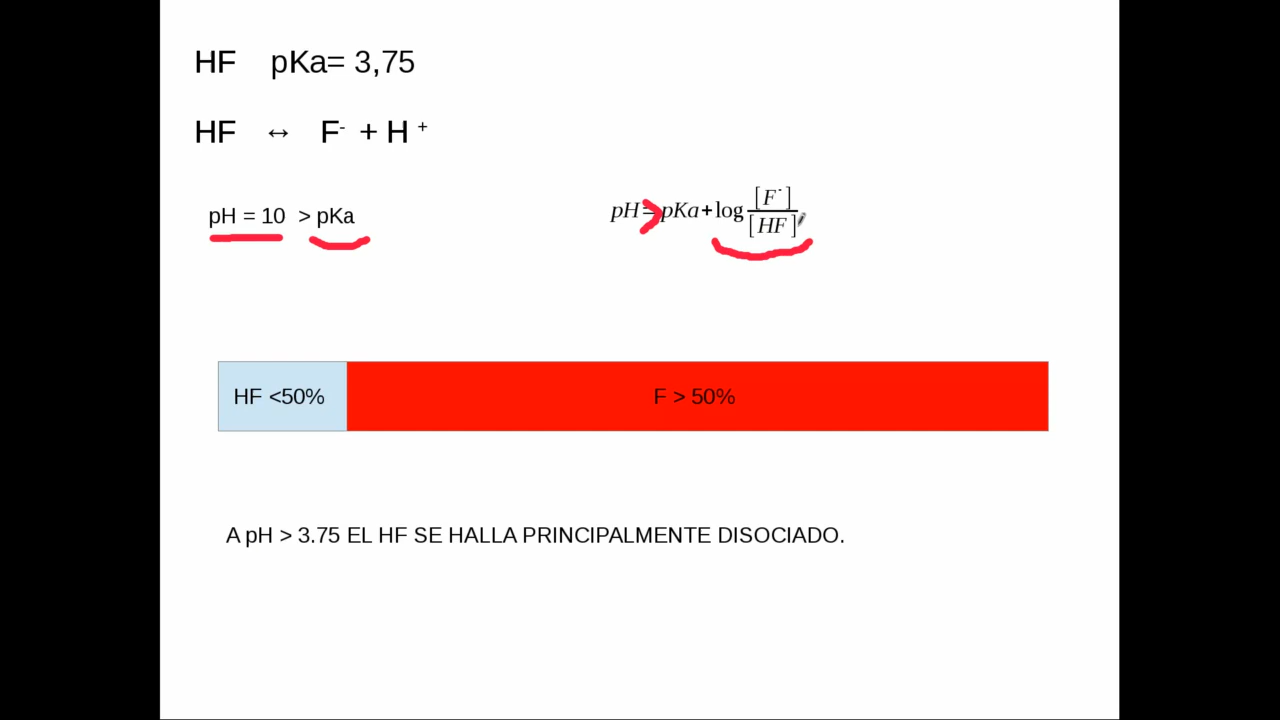 HF pKa= 3,75
HF ↔ F- + H +
pH = 10 > pKa
pH = pKa + log [F-] / [HF]
HF <50%
F > 50%
A pH > 3.75 EL HF SE HALLA PRINCIPALMENTE DISOCIADO.